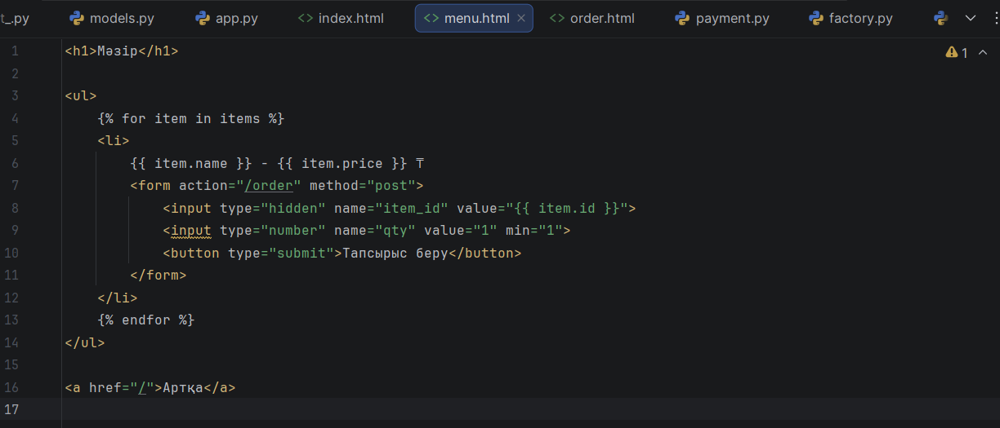 t_.py models.py app.py <> index.html <> menu.html × <> order.html payment.py factory.py
1 <h1>Мәзір</h1> 1
2
3 <ul>
4 {% for item in items %}
5 <li>
6 {{ item.name }} - {{ item.price }} ₸
7 <form action="/order" method="post">
8 <input type="hidden" name="item_id" value="{{ item.id }}">
9 <input type="number" name="qty" value="1" min="1">
10 <button type="submit">Тапсырыс беру</button>
11 </form>
12 </li>
13 {% endfor %}
14 </ul>
15
16 <a href="/">Артқа</a>
17